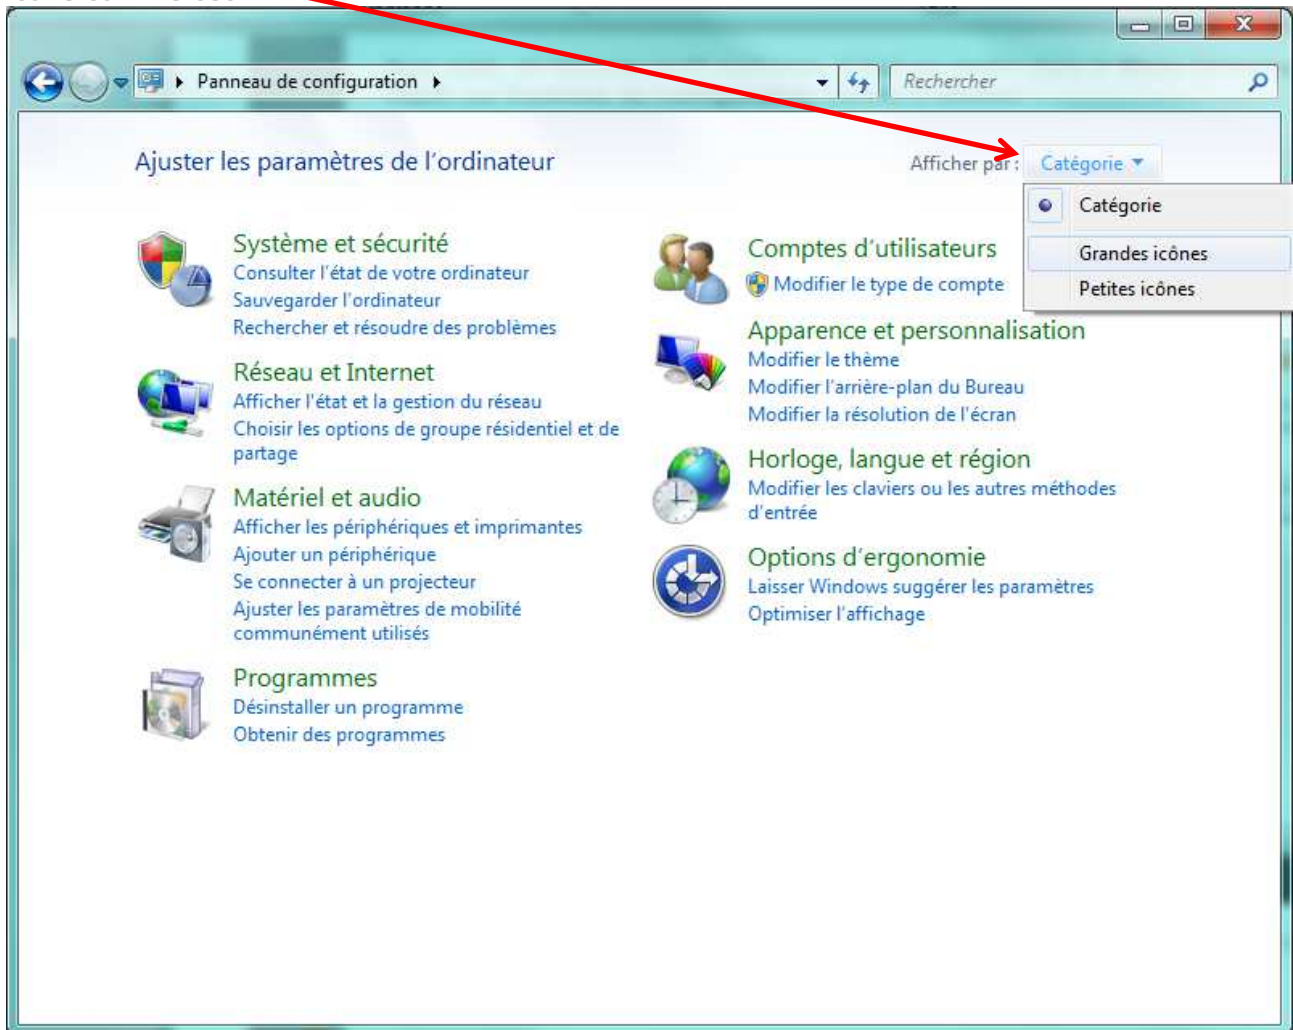 Panneau de configuration
Rechercher
Ajuster les paramètres de l'ordinateur
Afficher par :
Catégorie
Catégorie
Grandes icônes
Petites icônes
Système et sécurité
Consulter l'état de votre ordinateur
Sauvegarder l'ordinateur
Rechercher et résoudre des problèmes
Réseau et Internet
Afficher l'état et la gestion du réseau
Choisir les options de groupe résidentiel et de
partage
Matériel et audio
Afficher les périphériques et imprimantes
Ajouter un périphérique
Se connecter à un projecteur
Ajuster les paramètres de mobilité
communément utilisés
Programmes
Désinstaller un programme
Obtenir des programmes
Comptes d'utilisateurs
Modifier le type de compte
Apparence et personnalisation
Modifier le thème
Modifier l'arrière-plan du Bureau
Modifier la résolution de l'écran
Horloge, langue et région
Modifier les claviers ou les autres méthodes
d'entrée
Options d'ergonomie
Laisser Windows suggérer les paramètres
Optimiser l'affichage